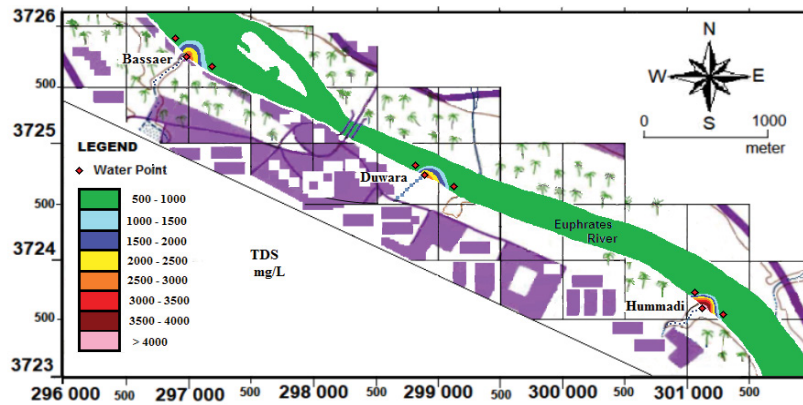 3726
500
3725
500
3724
500
3723
Bassaer
Duwara
Hummadi
Euphrates
River
N
W E
S
0 1000
meter
LEGEND
Water Point
500 - 1000
1000 - 1500
1500 - 2000
2000 - 2500
2500 - 3000
3000 - 3500
3500 - 4000
> 4000
TDS
mg/L
296 000 500 297 000 500 298 000 500 299 000 500 300 000 500 301 000 500